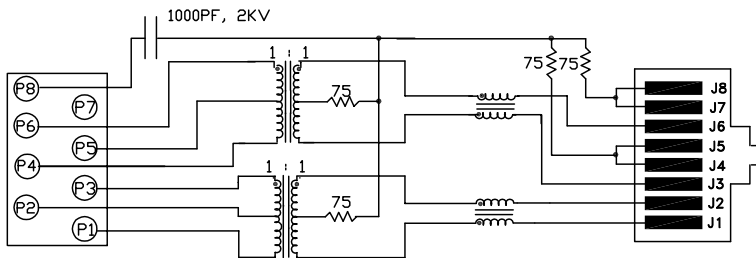 1000PF, 2KV
1 : 1
75 75
P8
P7
75
P6
P5
P4
1 : 1
P3
75
P2
P1
J8
J7
J6
J5
J4
J3
J2
J1